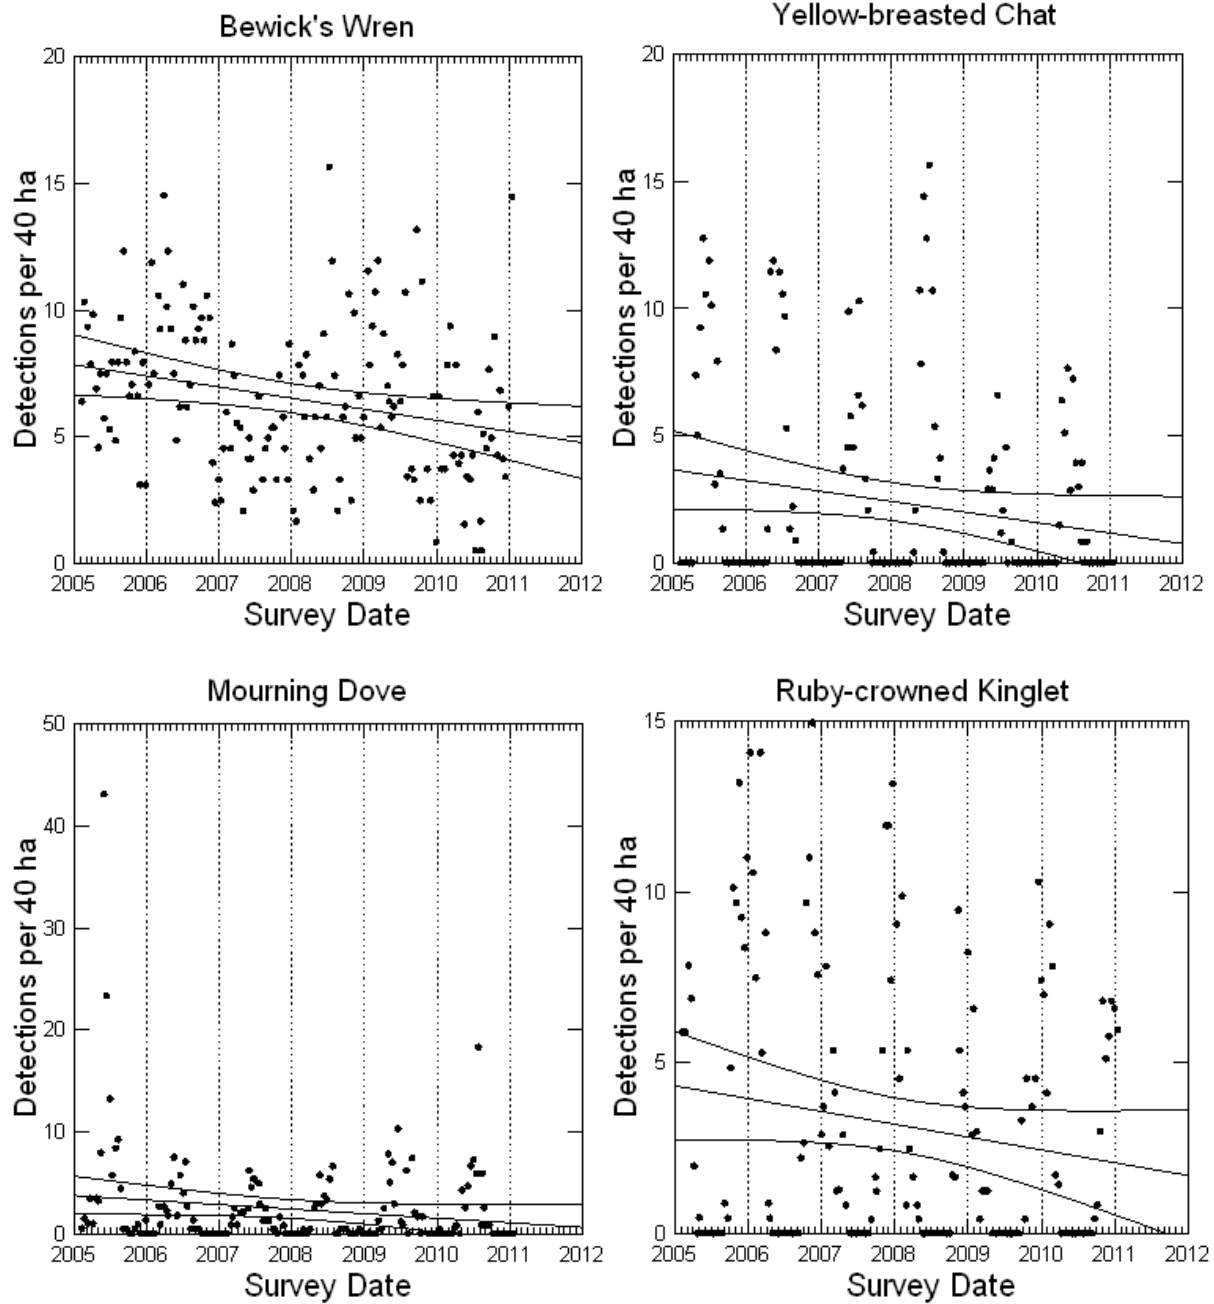 Bewick's Wren
20
15
10
5
0
Detections per 40 ha
2005 2006 2007 2008 2009 2010 2011 2012
Survey Date
Yellow-breasted Chat
20
15
10
5
0
Detections per 40 ha
2005 2006 2007 2008 2009 2010 2011 2012
Survey Date
Mourning Dove
50
40
30
20
10
0
Detections per 40 ha
2005 2006 2007 2008 2009 2010 2011 2012
Survey Date
Ruby-crowned Kinglet
15
10
5
0
Detections per 40 ha
2005 2006 2007 2008 2009 2010 2011 2012
Survey Date